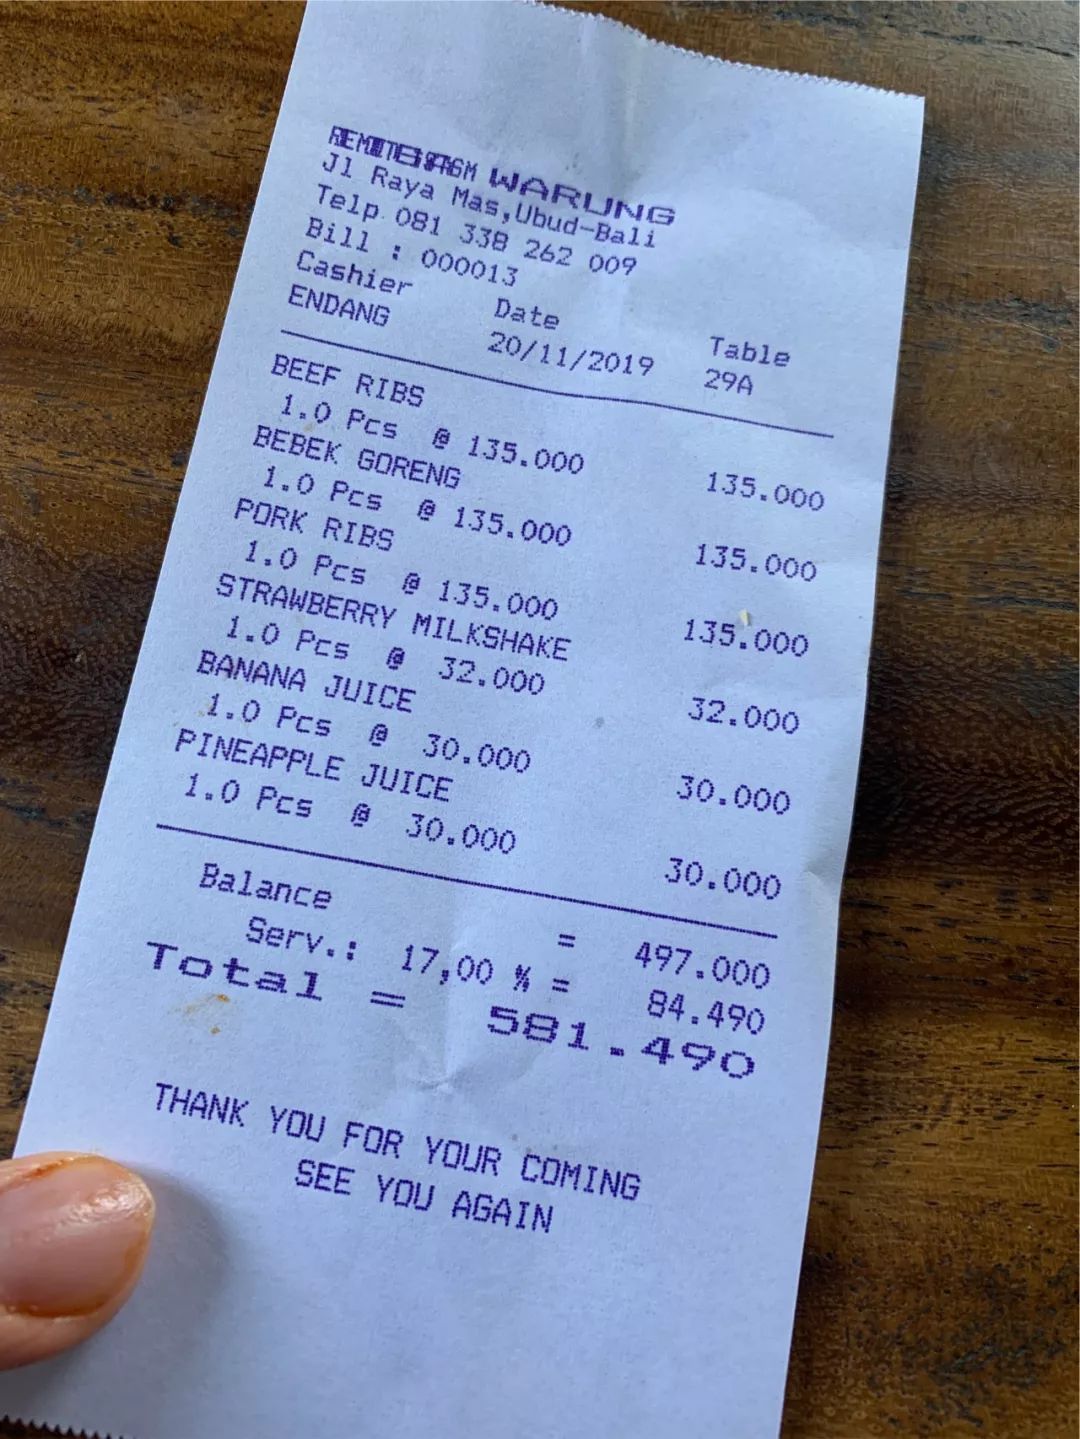 WARUNG
Jl Raya Mas,Ubud-Bali
Telp 081 338 262 009
Bill : 000013
Cashier Date Table
ENDANG 20/11/2019 29A
BEEF RIBS
1.0 Pcs @ 135.000 135.000
BEBEK GORENG
1.0 Pcs @ 135.000 135.000
PORK RIBS
1.0 Pcs @ 135.000 135.000
STRAWBERRY MILKSHAKE
1.0 Pcs @ 32.000 32.000
BANANA JUICE
1.0 Pcs @ 30.000 30.000
PINEAPPLE JUICE
1.0 Pcs @ 30.000 30.000
Balance = 497.000
Serv.: 17,00 % = 84.490
Total = 581.490
THANK YOU FOR YOUR COMING
SEE YOU AGAIN